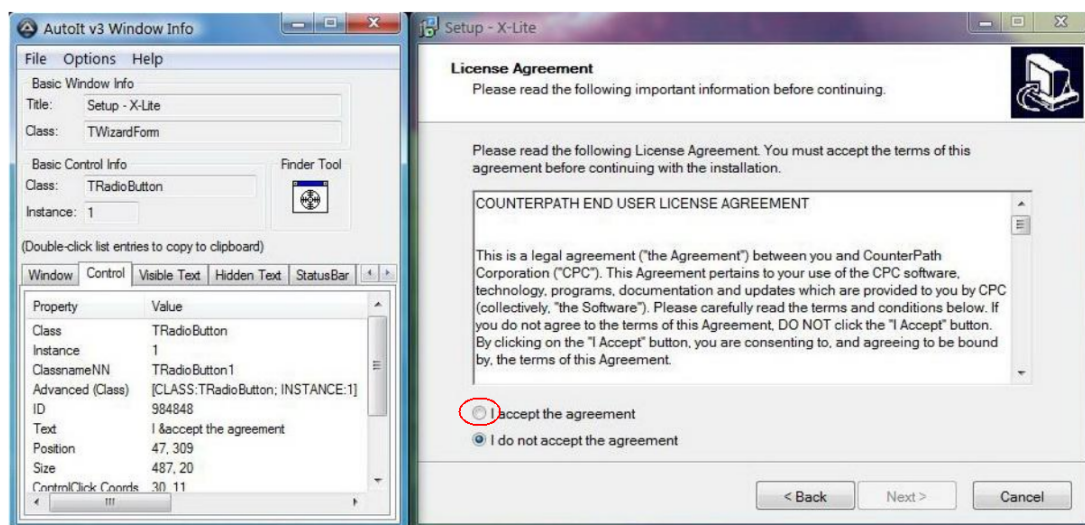 AutoIt v3 Window Info
File Options Help
Basic Window Info
Title: Setup - X-Lite
Class: TWizardForm
Basic Control Info
Finder Tool
Class: TRadioButton
Instance: 1
(Double-click list entries to copy to clipboard)
Window Control Visible Text Hidden Text StatusBar
Property Value
Class TRadioButton
Instance 1
ClassnameNN TRadioButton1
Advanced (Class) [CLASS:TRadioButton; INSTANCE:1]
ID 984848
Text I &accept the agreement
Position 47, 309
Size 487, 20
ControlClick Coords 30, 11
Setup - X-Lite
License Agreement
Please read the following important information before continuing.
Please read the following License Agreement. You must accept the terms of this
agreement before continuing with the installation.
COUNTERPATH END USER LICENSE AGREEMENT
This is a legal agreement ("the Agreement") between you and CounterPath
Corporation ("CPC"). This Agreement pertains to your use of the CPC software,
technology, programs, documentation and updates which are provided to you by CPC
(collectively, "the Software"). Please carefully read the terms and conditions below. If
you do not agree to the terms of this Agreement, DO NOT click the "I Accept" button.
By clicking on the "I Accept" button, you are consenting to, and agreeing to be bound
by, the terms of this Agreement.
I accept the agreement
I do not accept the agreement
< Back Next > Cancel